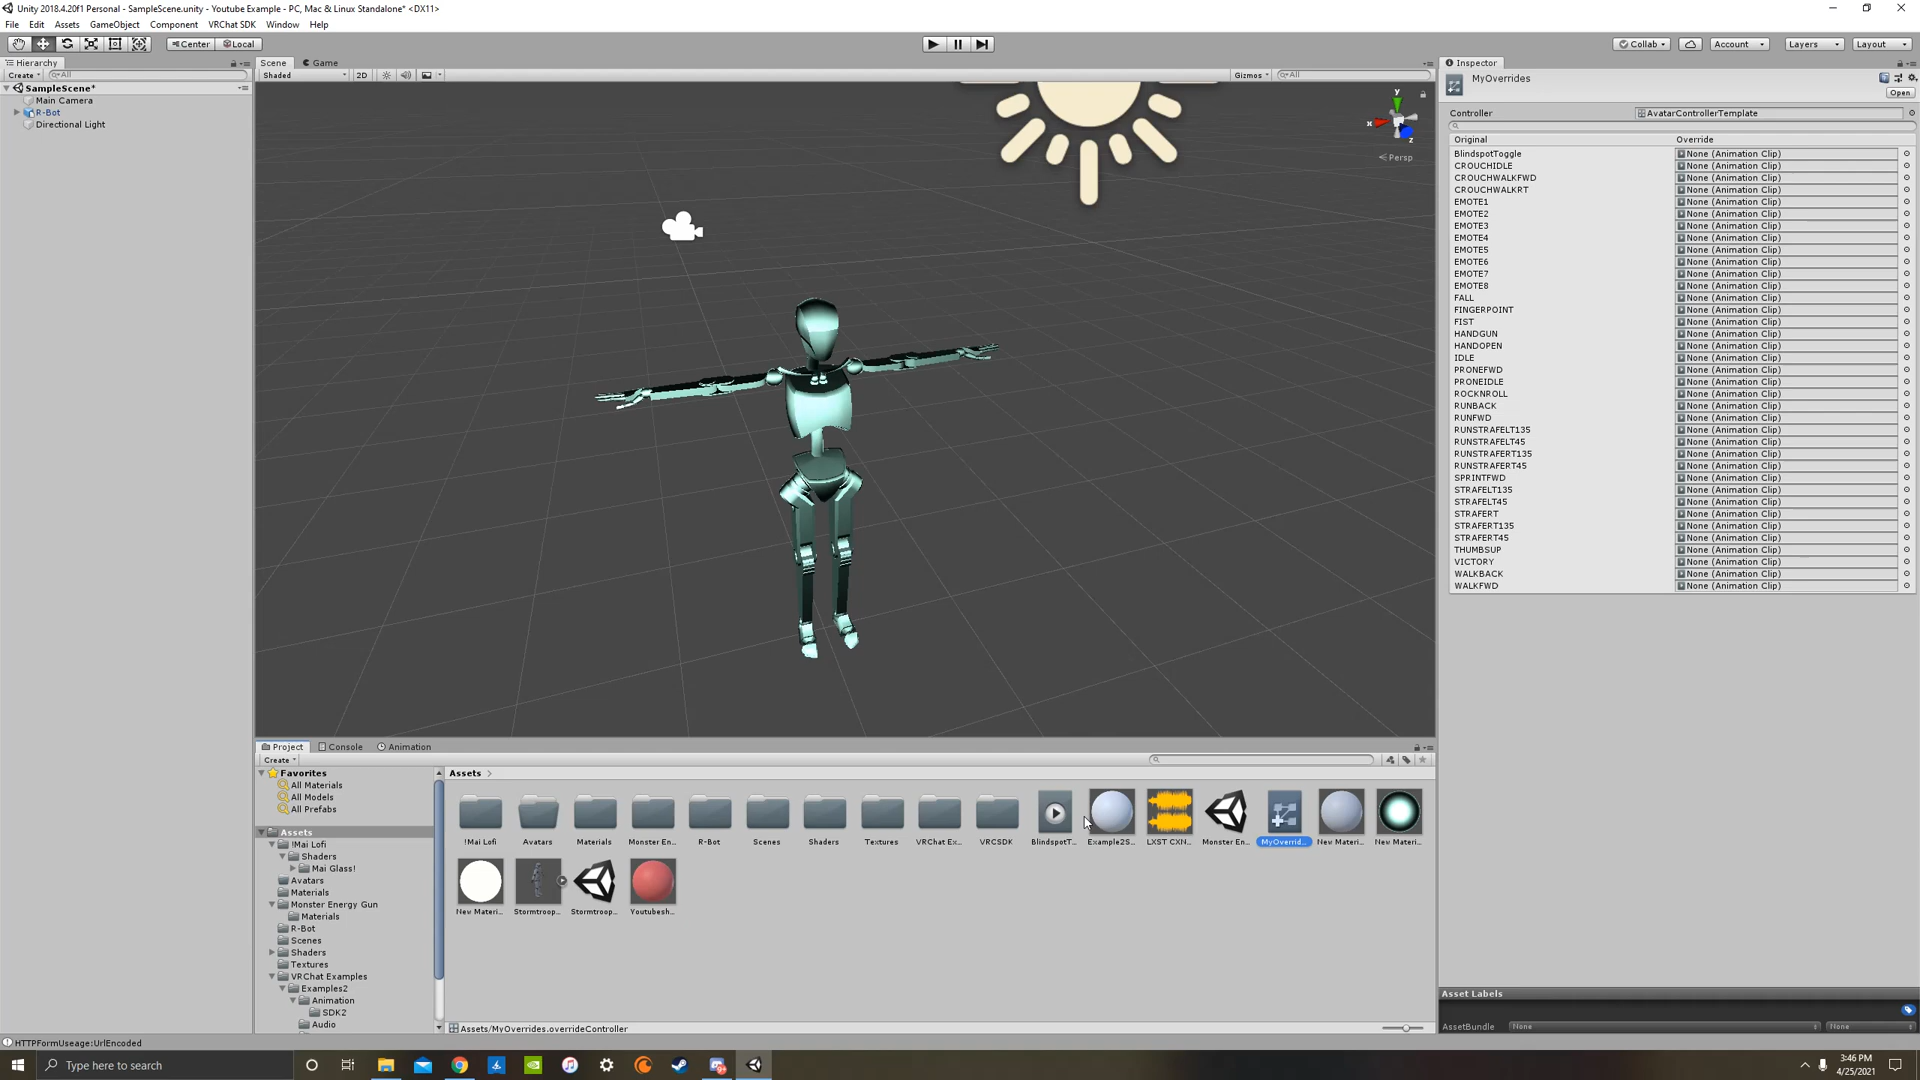 Unity 2018.4.20f1 Personal - SampleScene.unity - Youtube Example - PC, Mac & Linux Standalone* <DX11>
File Edit Assets GameObject Component VRChat SDK Window Help
Center Local Collab Account Layers Layout
Hierarchy
Create All
SampleScene*
Main Camera
R-Bot
Directional Light
Scene Game
Shaded 2D Gizmos All
y
x
z
Persp
Inspector
MyOverrides
Open
Controller AvatarControllerTemplate
Original Override
BlindspotToggle None (Animation Clip)
CROUCHIDLE None (Animation Clip)
CROUCHWALKFWD None (Animation Clip)
CROUCHWALKRT None (Animation Clip)
EMOTE1 None (Animation Clip)
EMOTE2 None (Animation Clip)
EMOTE3 None (Animation Clip)
EMOTE4 None (Animation Clip)
EMOTE5 None (Animation Clip)
EMOTE6 None (Animation Clip)
EMOTE7 None (Animation Clip)
EMOTE8 None (Animation Clip)
FALL None (Animation Clip)
FINGERPOINT None (Animation Clip)
FIST None (Animation Clip)
HANDGUN None (Animation Clip)
HANDOPEN None (Animation Clip)
IDLE None (Animation Clip)
PRONEFWD None (Animation Clip)
PRONEIDLE None (Animation Clip)
ROCKNROLL None (Animation Clip)
RUNBACK None (Animation Clip)
RUNFWD None (Animation Clip)
RUNSTRAFELT135 None (Animation Clip)
RUNSTRAFELT45 None (Animation Clip)
RUNSTRAFERT135 None (Animation Clip)
RUNSTRAFERT45 None (Animation Clip)
SPRINTFWD None (Animation Clip)
STRAFELT135 None (Animation Clip)
STRAFELT45 None (Animation Clip)
STRAFERT None (Animation Clip)
STRAFERT135 None (Animation Clip)
STRAFERT45 None (Animation Clip)
THUMBSUP None (Animation Clip)
VICTORY None (Animation Clip)
WALKBACK None (Animation Clip)
WALKFWD None (Animation Clip)
Asset Labels
AssetBundle None None
Project Console Animation
Create
Favorites
All Materials
All Models
All Prefabs
Assets
!Mai Lofi
Shaders
Mai Glass!
Avatars
Materials
Monster Energy Gun
Materials
R-Bot
Scenes
Shaders
Textures
VRChat Examples
Examples2
Animation
SDK2
Audio
Assets
!Mai Lofi Avatars Materials Monster En... R-Bot Scenes Shaders Textures VRChat Ex... VRCSDK BlindspotT... Example2S... LXST CXN... Monster En... MyOverrid... New Materi... New Materi...
New Materi... Stormtroop... Stormtroop... Youtubesh...
Assets/MyOverrides.overrideController
HTTPFormUseage:UrlEncoded
Type here to search
3:46 PM
4/25/2021